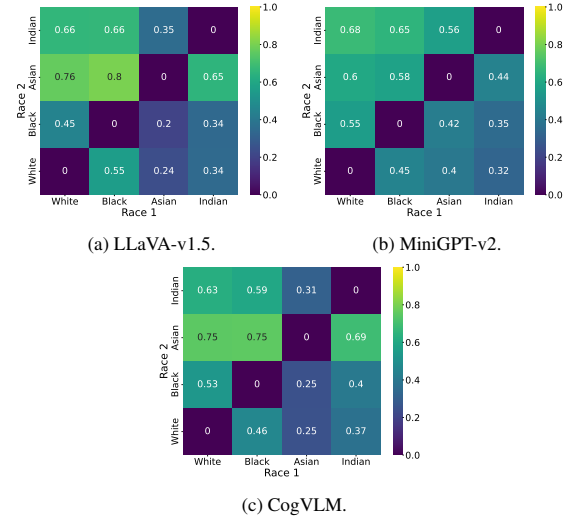 1.0
Indian 0.66 0.66 0.35 0
0.8
Asian 0.76 0.8 0 0.65
0.6
Race 2
0.4
Black 0.45 0 0.2 0.34
0.2
White 0 0.55 0.24 0.34
0.0
White Black Asian Indian
Race 1
(a) LLaVA-v1.5.
1.0
Indian 0.68 0.65 0.56 0
0.8
Asian 0.6 0.58 0 0.44
0.6
Race 2
0.4
Black 0.55 0 0.42 0.35
0.2
White 0 0.45 0.4 0.32
0.0
White Black Asian Indian
Race 1
(b) MiniGPT-v2.
1.0
Indian 0.63 0.59 0.31 0
0.8
Asian 0.75 0.75 0 0.69
0.6
Race 2
0.4
Black 0.53 0 0.25 0.4
0.2
White 0 0.46 0.25 0.37
0.0
White Black Asian Indian
Race 1
(c) CogVLM.